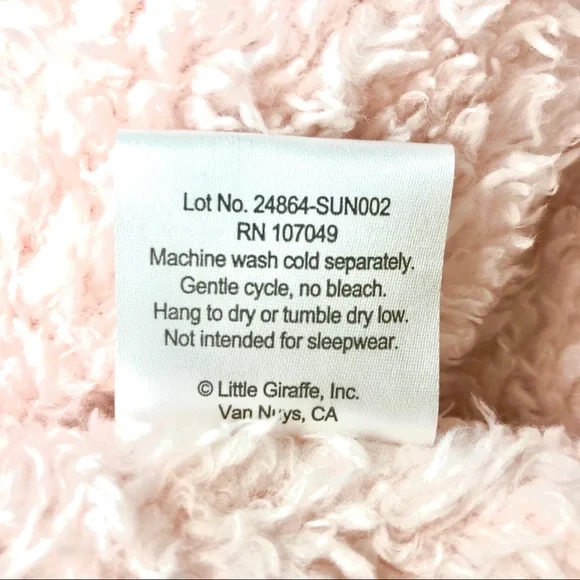 Lot No. 24864-SUN002
RN 107049
Machine wash cold separately.
Gentle cycle, no bleach.
Hang to dry or tumble dry low.
Not intended for sleepwear.
© Little Giraffe, Inc.
Van Nuys, CA